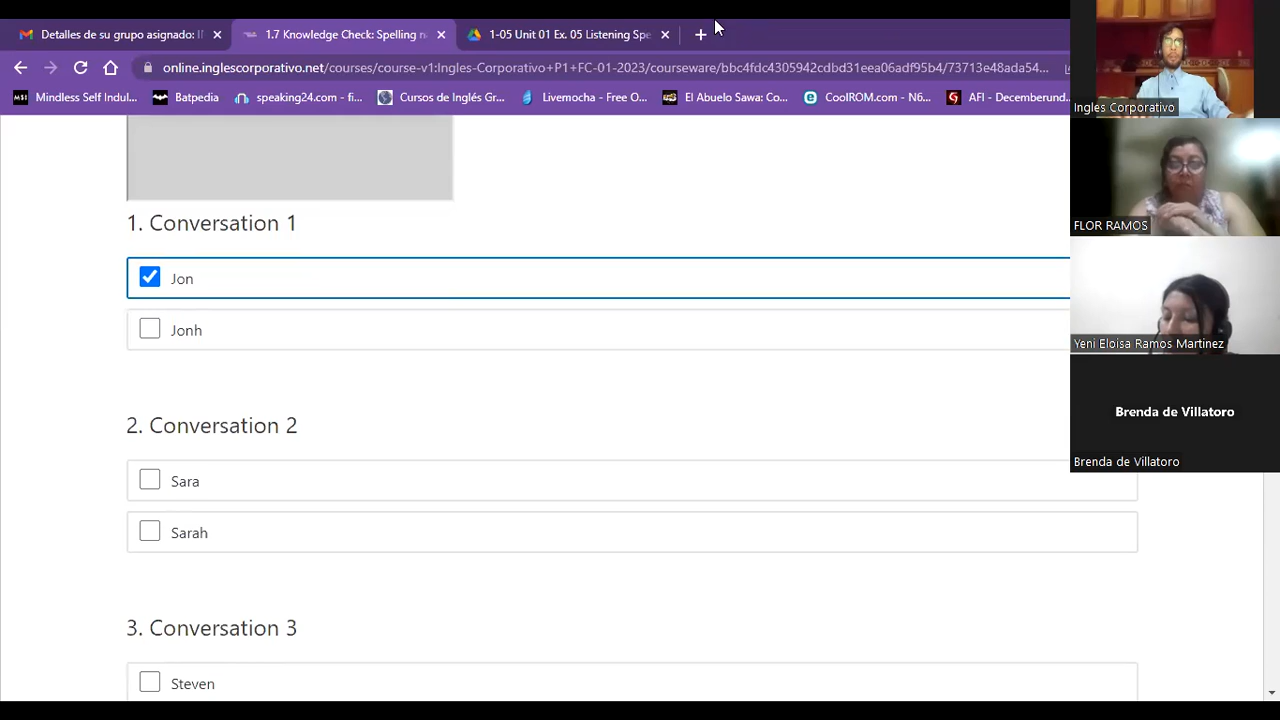 Detalles de su grupo asignado: II
1.7 Knowledge Check: Spelling n
1-05 Unit 01 Ex. 05 Listening Spe
online.inglescorporativo.net/courses/course-v1:Ingles-Corporativo+P1+FC-01-2023/courseware/bbc4fdc4305942cdbd31eea06adf95b4/73713e48ada54...
Mindless Self Indul...
Batpedia
speaking24.com - fi...
Cursos de Inglés Gr...
Livemocha - Free O...
El Abuelo Sawa: Co...
CoolROM.com - N6...
AFI - Decemberund...
Ingles Corporativo
FLOR RAMOS
Yeni Eloisa Ramos Martinez
Brenda de Villatoro
Brenda de Villatoro
1. Conversation 1
Jon
Jonh
2. Conversation 2
Sara
Sarah
3. Conversation 3
Steven